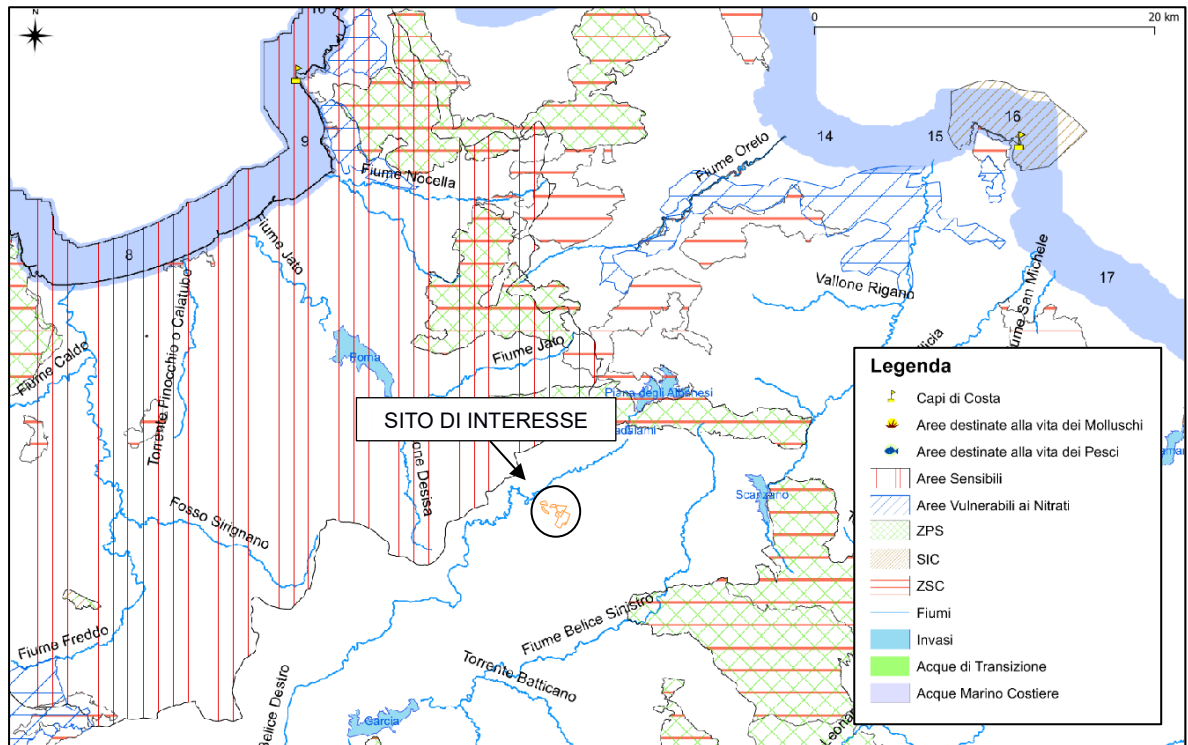 N
10
0
20 km
9
14
15
16
Fiume Oreto
Fiume Nocella
Fiume Jato
8
17
Torrente Finocchio o Calatubo
Vallone Rigano
Fiume San Michele
Fiume Caldo
Poma
Fiume Jato
Piana degli Albanesi
SITO DI INTERESSE
Scanzano
Fosso Sirignano
Fiume Freddo
Fiume Belice Sinistro
Torrente Batticano
Belice Destro
Garcia
Legenda
Capi di Costa
Aree destinate alla vita dei Molluschi
Aree destinate alla vita dei Pesci
Aree Sensibili
Aree Vulnerabili ai Nitrati
ZPS
SIC
ZSC
Fiumi
Invasi
Acque di Transizione
Acque Marino Costiere